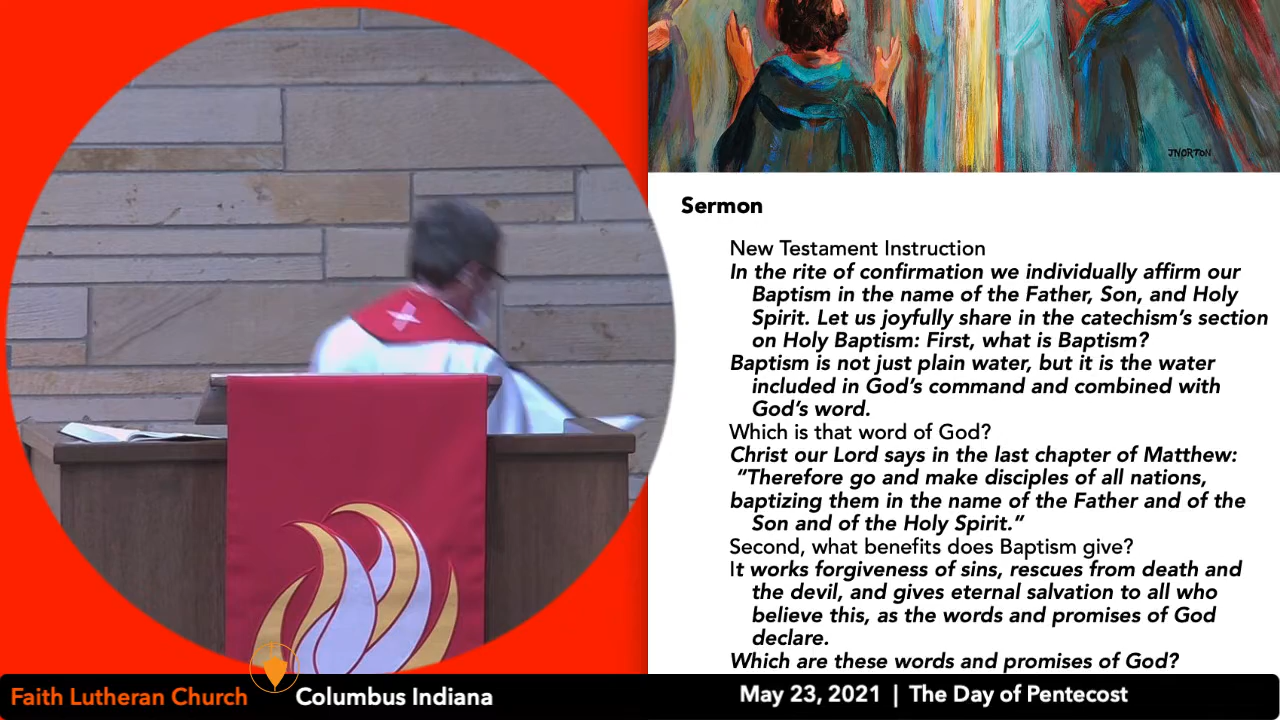 JNORTON
Sermon
New Testament Instruction
In the rite of confirmation we individually affirm our
Baptism in the name of the Father, Son, and Holy
Spirit. Let us joyfully share in the catechism's section
on Holy Baptism: First, what is Baptism?
Baptism is not just plain water, but it is the water
included in God's command and combined with
God's word.
Which is that word of God?
Christ our Lord says in the last chapter of Matthew:
“Therefore go and make disciples of all nations,
baptizing them in the name of the Father and of the
Son and of the Holy Spirit.”
Second, what benefits does Baptism give?
It works forgiveness of sins, rescues from death and
the devil, and gives eternal salvation to all who
believe this, as the words and promises of God
declare.
Which are these words and promises of God?
Faith Lutheran Church Columbus Indiana
May 23, 2021 | The Day of Pentecost